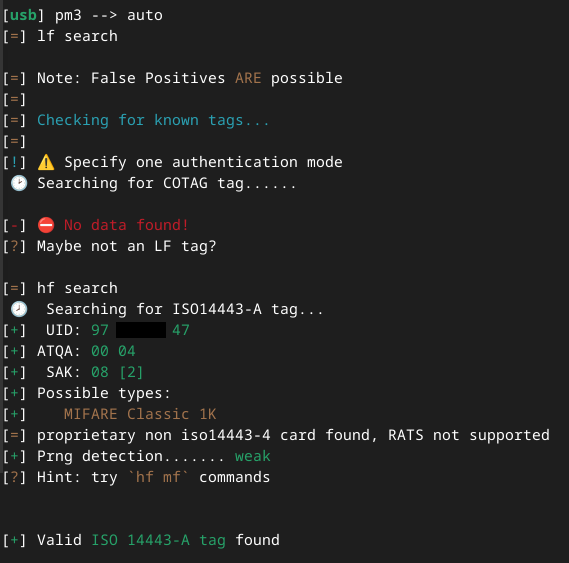 [usb] pm3 --> auto
[=] lf search
[=] Note: False Positives ARE possible
[=]
[=] Checking for known tags...
[=]
[!] ⚠️ Specify one authentication mode
🕑 Searching for COTAG tag......
[-] ⛔ No data found!
[?] Maybe not an LF tag?
[=] hf search
🕗 Searching for ISO14443-A tag...
[+] UID: 97 47
[+] ATQA: 00 04
[+] SAK: 08 [2]
[+] Possible types:
[+] MIFARE Classic 1K
[=] proprietary non iso14443-4 card found, RATS not supported
[+] Prng detection....... weak
[?] Hint: try `hf mf` commands
[+] Valid ISO 14443-A tag found